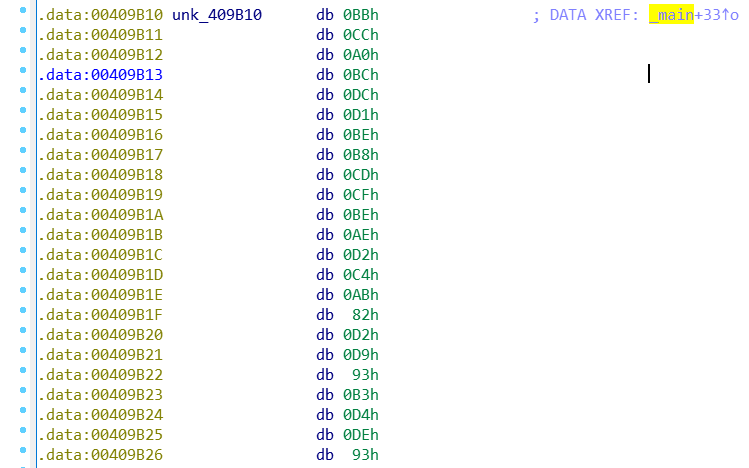 .data:00409B10 unk_409B10 db 0BBh ; DATA XREF: _main+33↑o
.data:00409B11 db 0CCh
.data:00409B12 db 0A0h
.data:00409B13 db 0BCh
.data:00409B14 db 0DCh
.data:00409B15 db 0D1h
.data:00409B16 db 0BEh
.data:00409B17 db 0B8h
.data:00409B18 db 0CDh
.data:00409B19 db 0CFh
.data:00409B1A db 0BEh
.data:00409B1B db 0AEh
.data:00409B1C db 0D2h
.data:00409B1D db 0C4h
.data:00409B1E db 0ABh
.data:00409B1F db 82h
.data:00409B20 db 0D2h
.data:00409B21 db 0D9h
.data:00409B22 db 93h
.data:00409B23 db 0B3h
.data:00409B24 db 0D4h
.data:00409B25 db 0DEh
.data:00409B26 db 93h